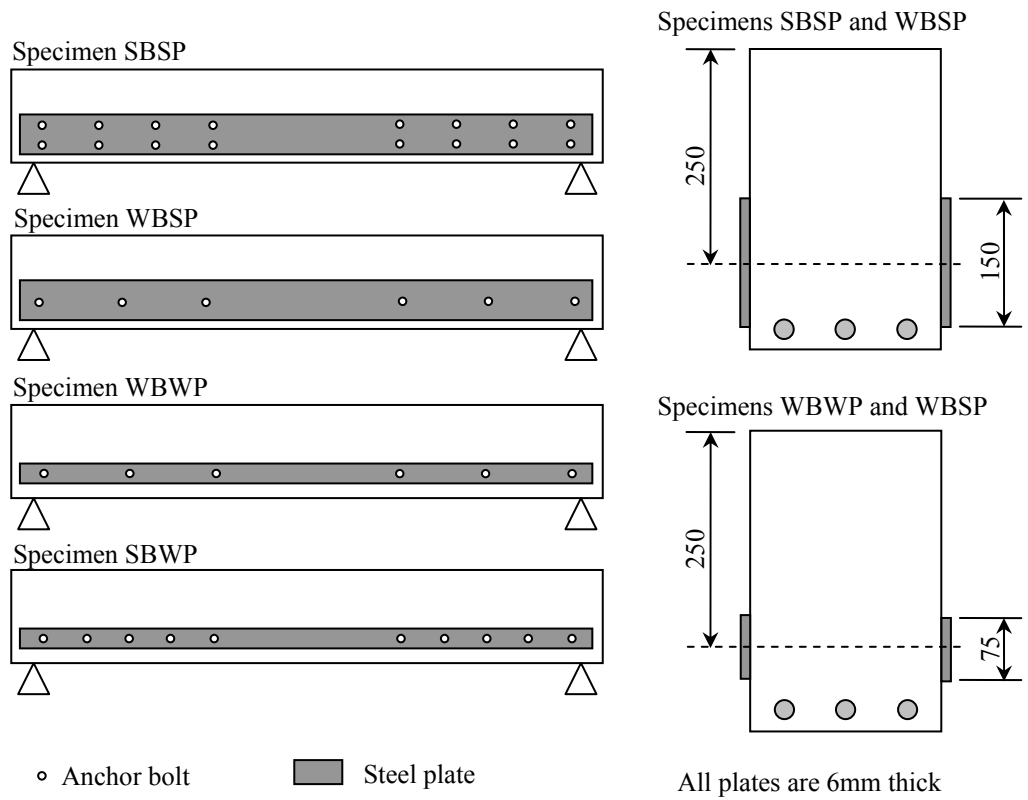 Specimen SBSP
Specimen WBSP
Specimen WBWP
Specimen SBWP
Anchor bolt
Steel plate
Specimens SBSP and WBSP
250
150
Specimens WBWP and WBSP
250
75
All plates are 6mm thick